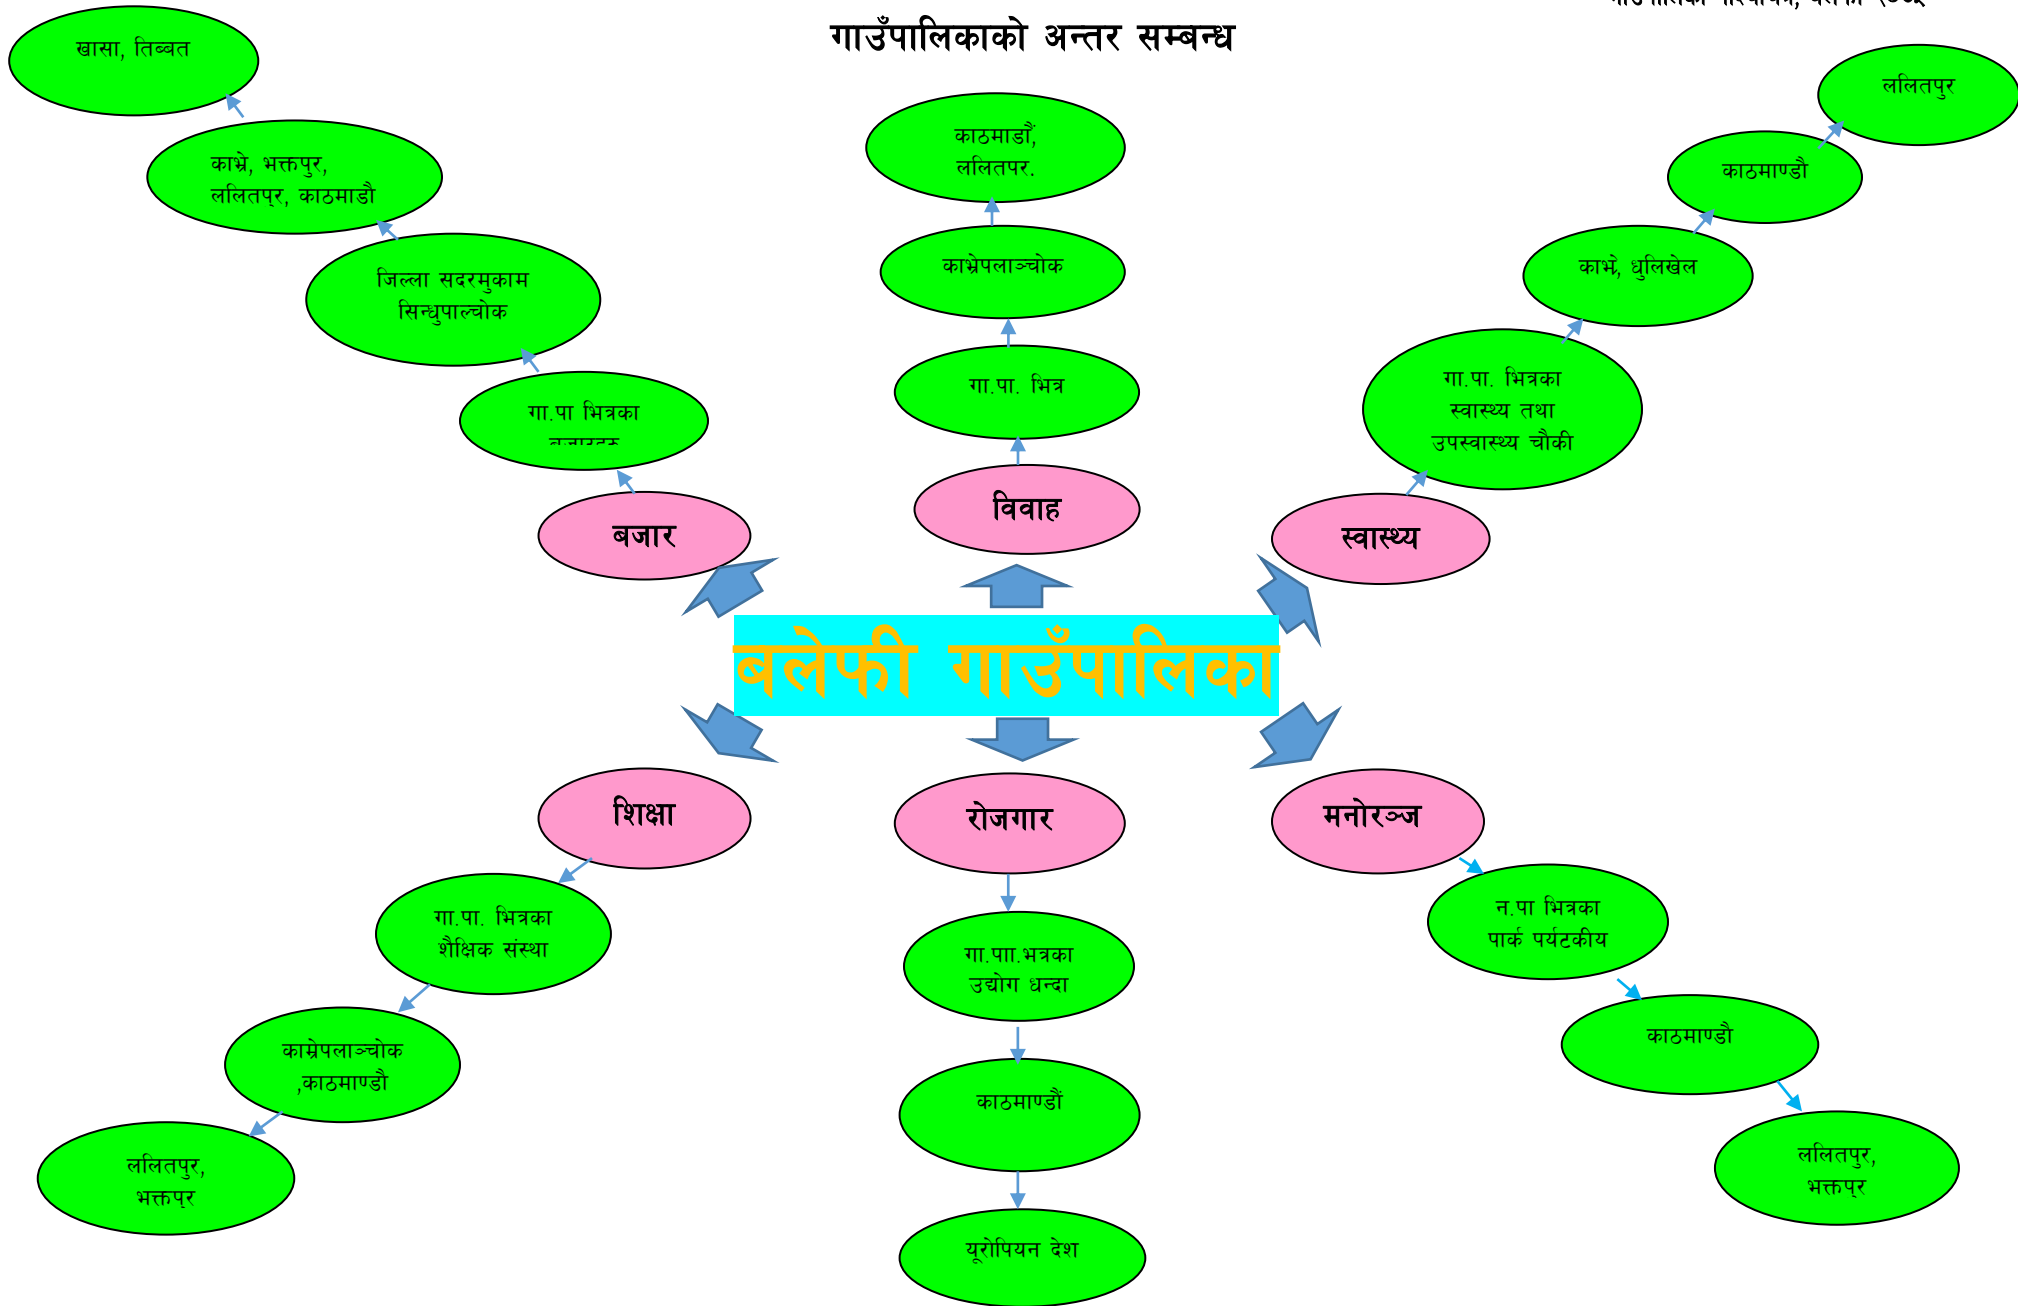 गाउँपालिकाको अन्तर सम्बन्ध
खासा, तिब्बत
काभ्रे, भक्तपुर,
ललितपुर, काठमाडौ
जिल्ला सदरमुकाम
सिन्धुपाल्चोक
गा.पा भित्रका
बजार
काठमाडौं,
ललितपर.
काभ्रेपलाञ्चोक
गा.पा. भित्र
विवाह
ललितपुर
काठमाण्डौ
काभ्रे, धुलिखेल
गा.पा. भित्रका
स्वास्थ्य तथा
उपस्वास्थ्य चौकी
स्वास्थ्य
बलेफी गाउँपालिका
शिक्षा
गा.पा. भित्रका
शैक्षिक संस्था
काम्रेपलाञ्चोक
,काठमाण्डौ
ललितपुर,
भक्तपुर
रोजगार
गा.पाा.भत्रका
उद्योग धन्दा
काठमाण्डौं
यूरोपियन देश
मनोरञ्ज
न.पा भित्रका
पार्क पर्यटकीय
काठमाण्डौ
ललितपुर,
भक्तपुर